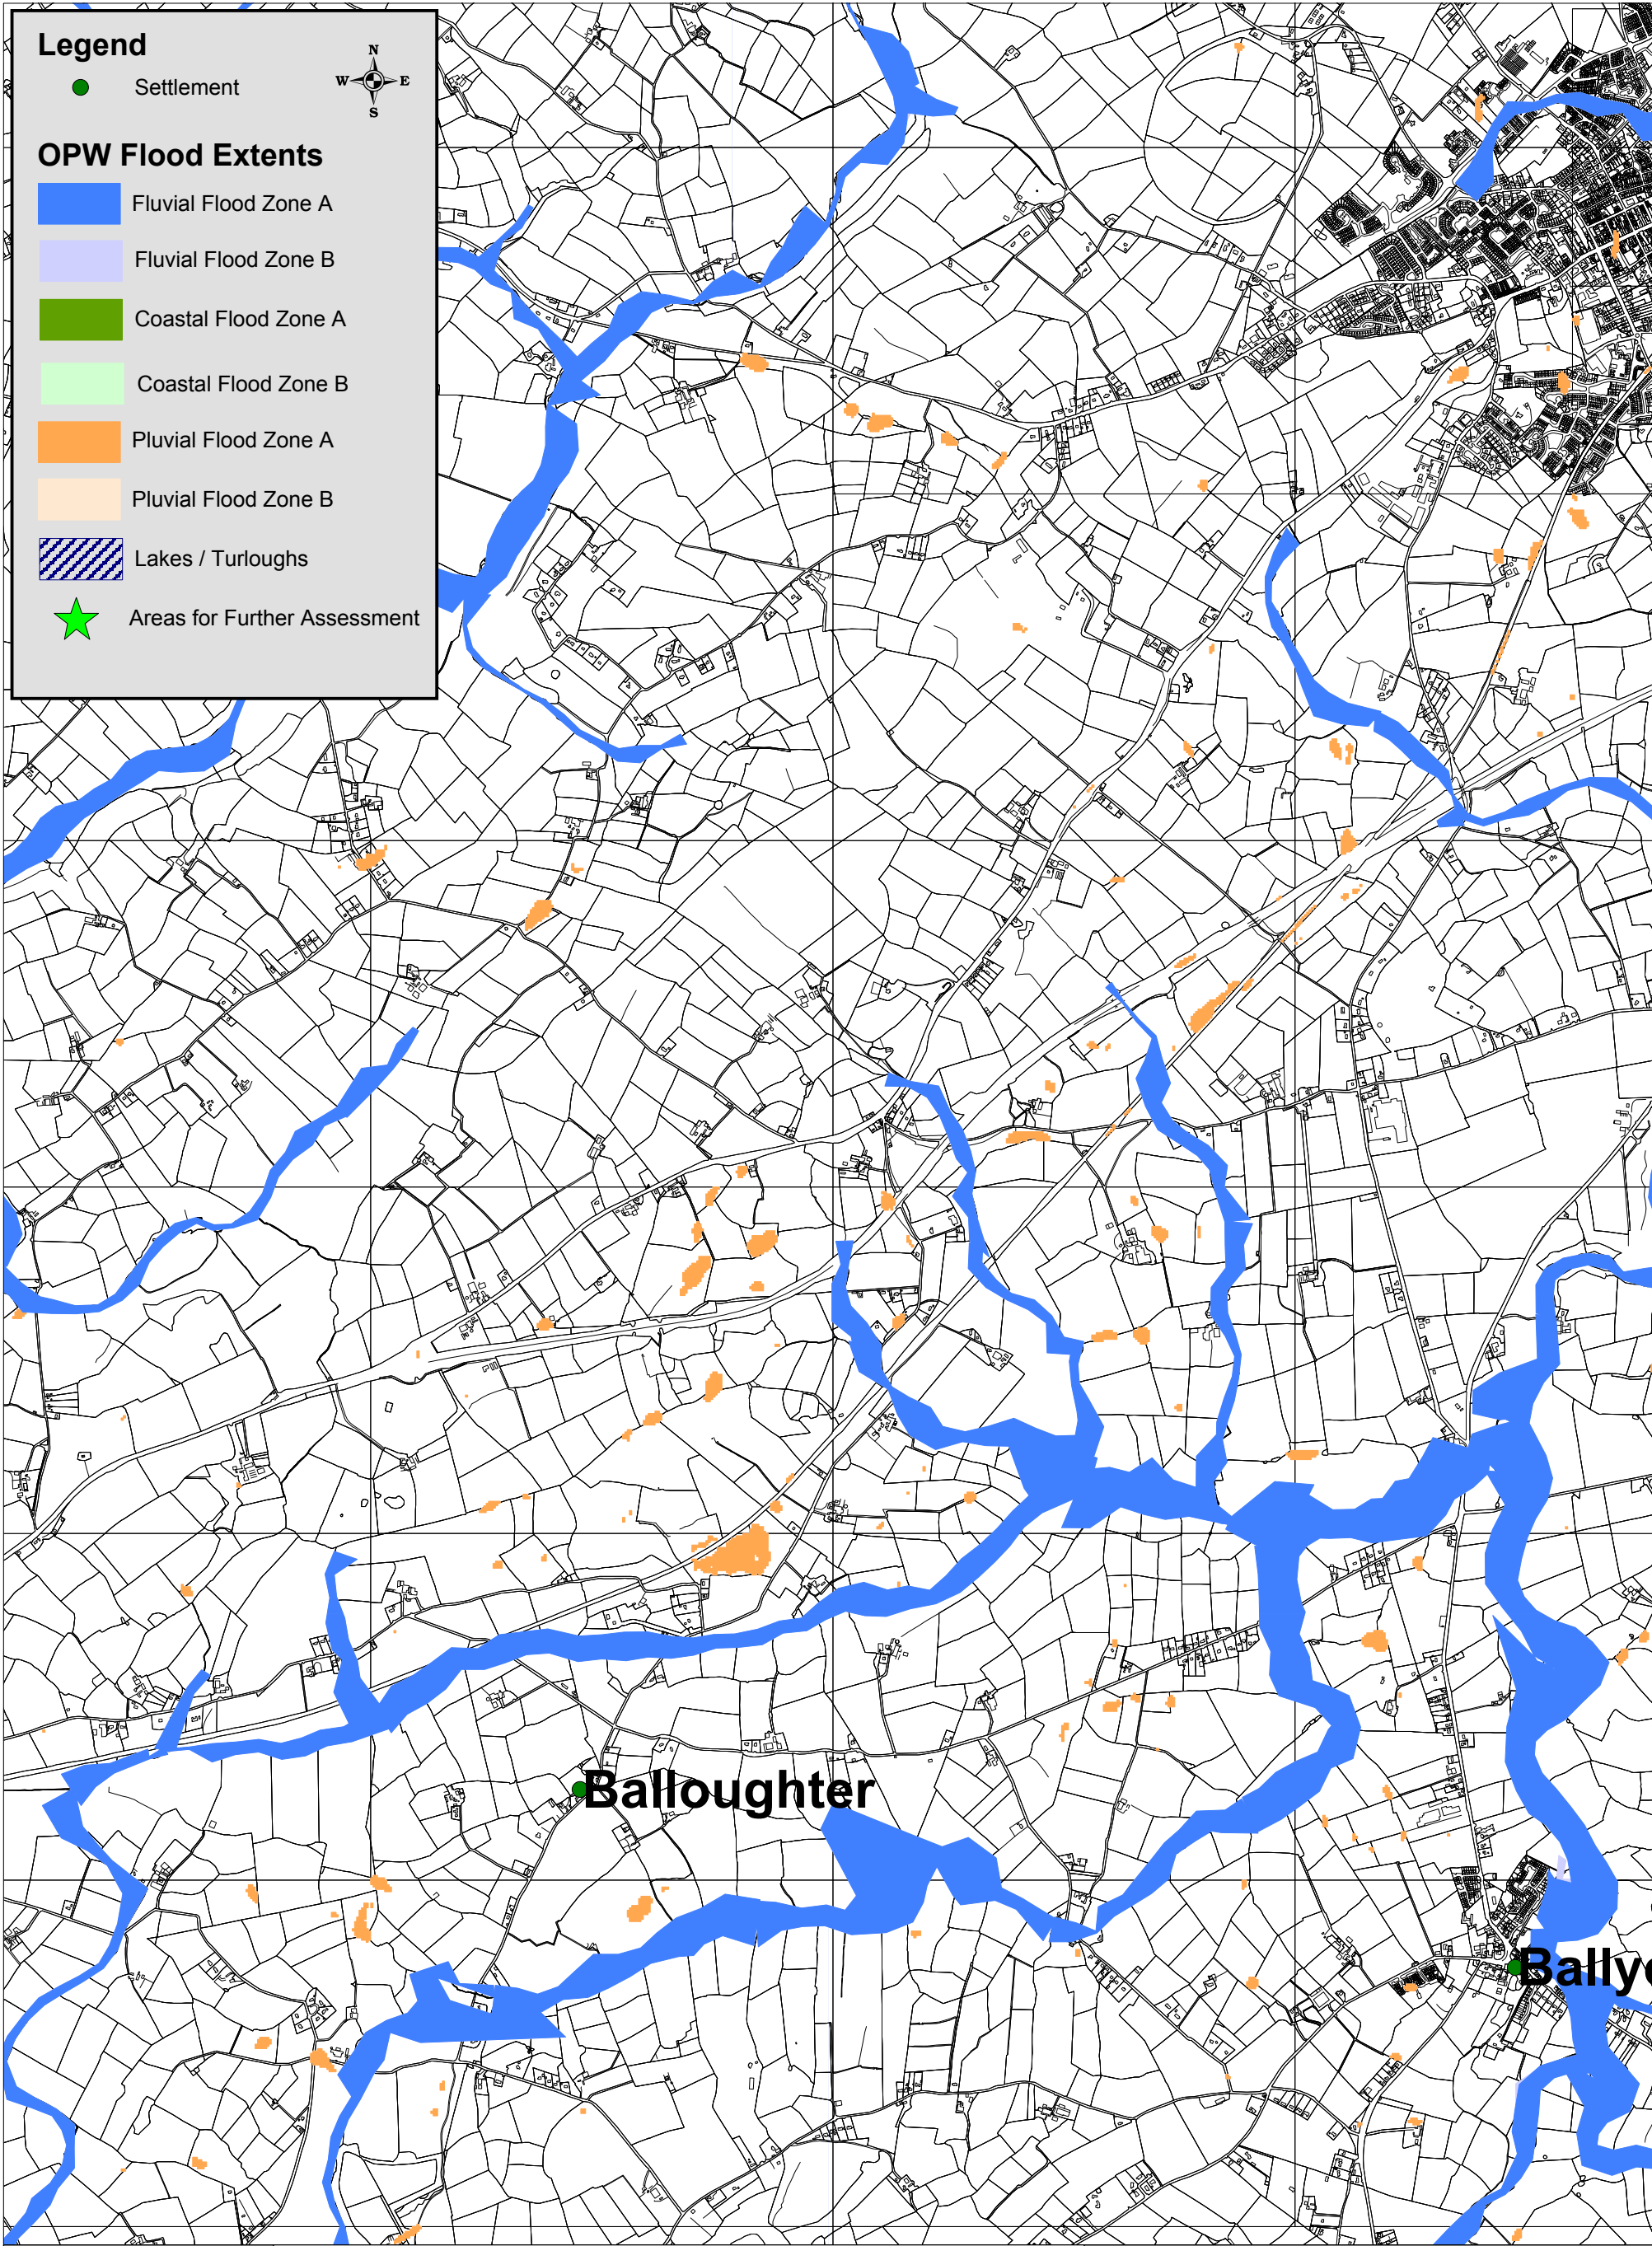 Legend
N
W E
S
Settlement
OPW Flood Extents
Fluvial Flood Zone A
Fluvial Flood Zone B
Coastal Flood Zone A
Coastal Flood Zone B
Pluvial Flood Zone A
Pluvial Flood Zone B
Lakes / Turloughs
Areas for Further Assessment
Balloughter